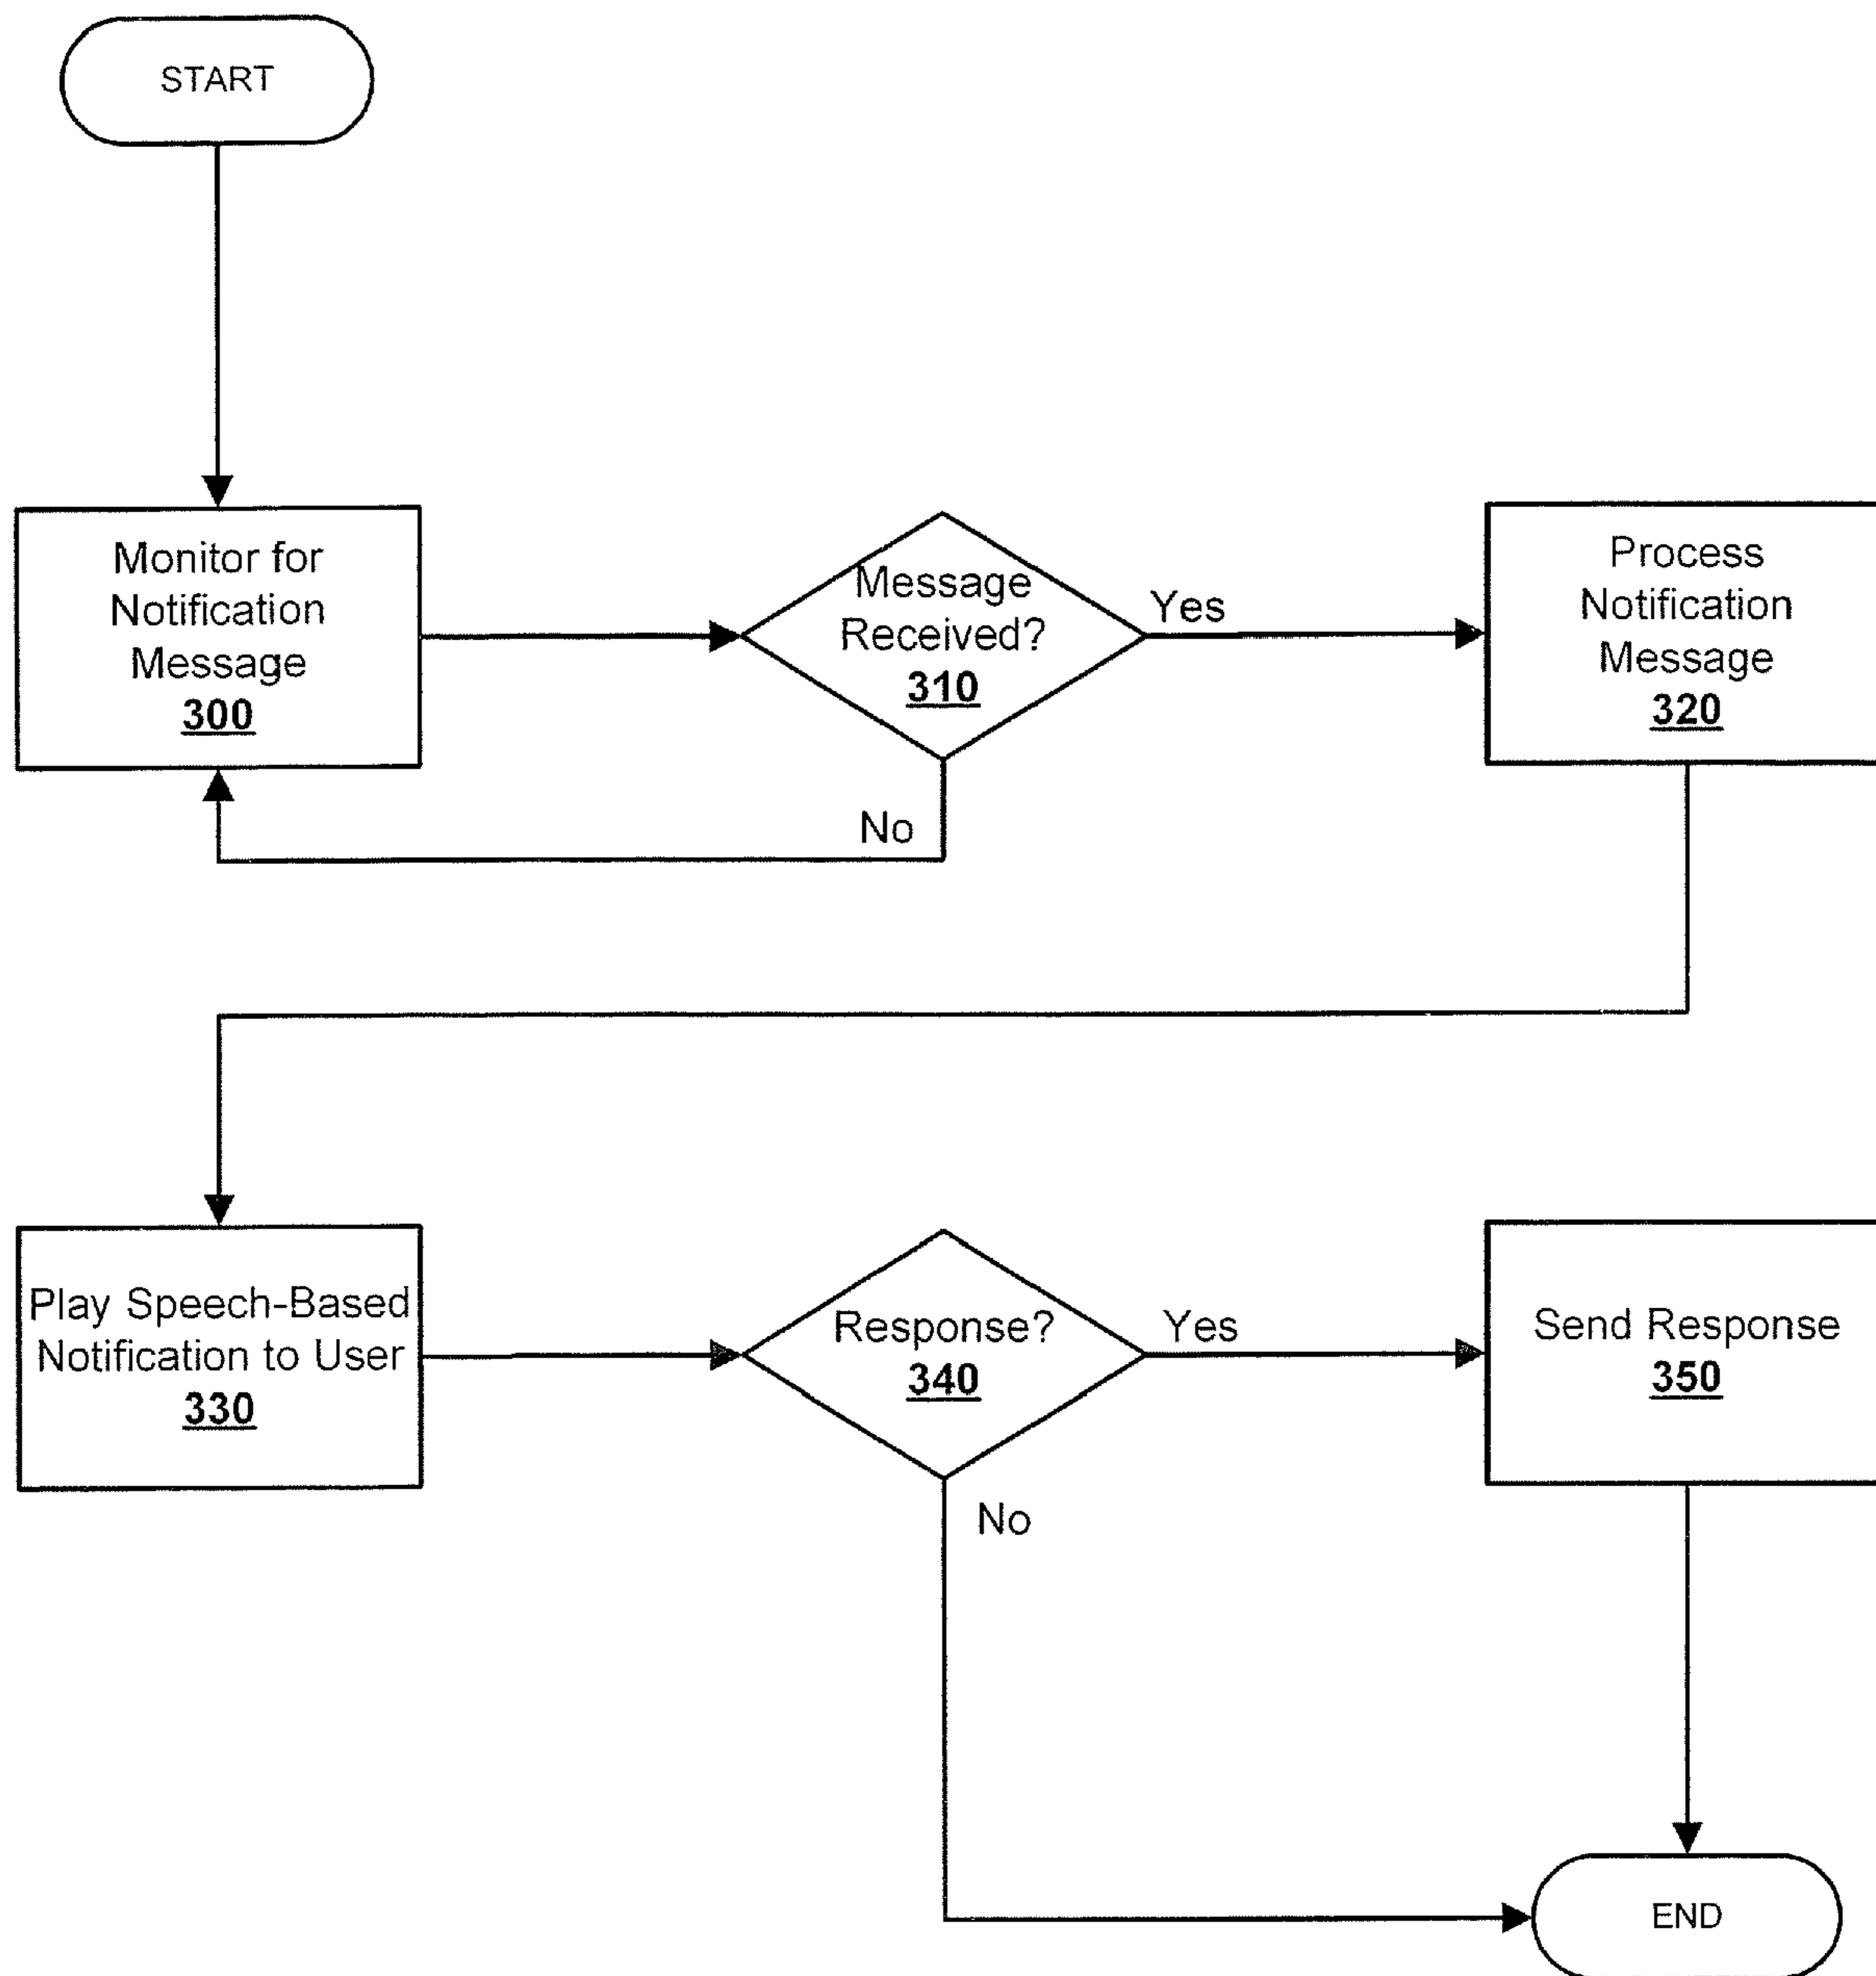 START
Monitor for
Notification
Message
300
Message
Received?
310
Yes
No
Process
Notification
Message
320
Play Speech-Based
Notification to User
330
Response?
340
Yes
No
Send Response
350
END